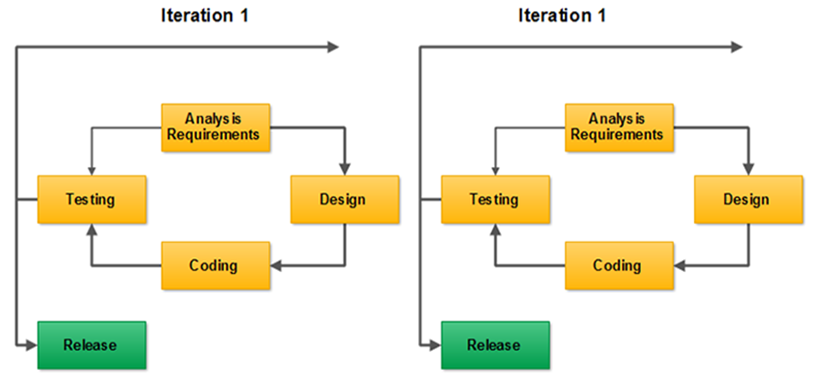 Iteration 1
Analysis
Requirements
Testing
Design
Coding
Release
Iteration 1
Analysis
Requirements
Testing
Design
Coding
Release